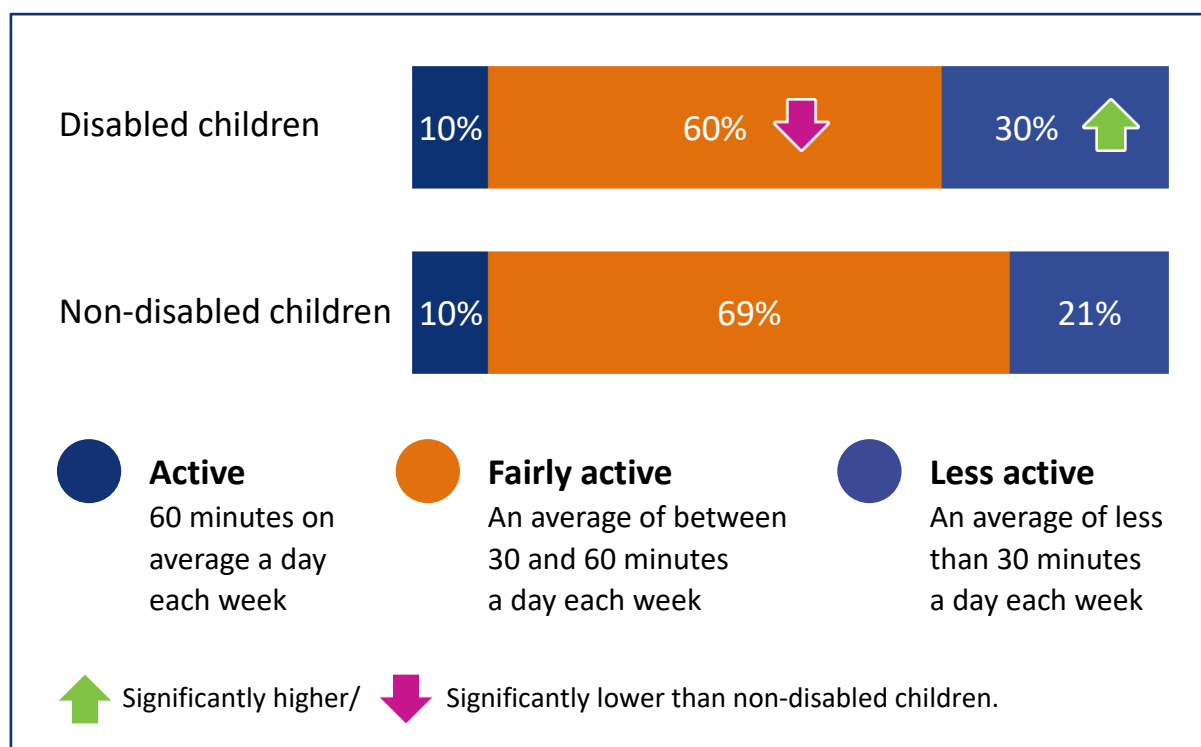 Disabled children
10%
60%
30%
Non-disabled children
10%
69%
21%
Active
60 minutes on
average a day
each week
Fairly active
An average of between
30 and 60 minutes
a day each week
Less active
An average of less
than 30 minutes
a day each week
Significantly higher/
Significantly lower than non-disabled children.